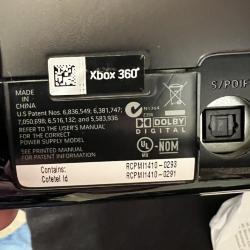 Xbox 360
S/PDIF
MADE IN
CHINA
N1364
U.S Patent Nos. 6,836,549; 6,381,747;
7,050,698; 6,516,132; and 5,583,936
REFER TO THE USER'S MANUAL
FOR THE CORRECT
POWER SUPPLY MODEL
DOLBY
DIGITAL
SEE PRINTED MANUAL
FOR PATENT INFORMATION
UL
NOM
Contains:
RCPMI1410-0293
Cofetel Id
RCPMI1410-0291